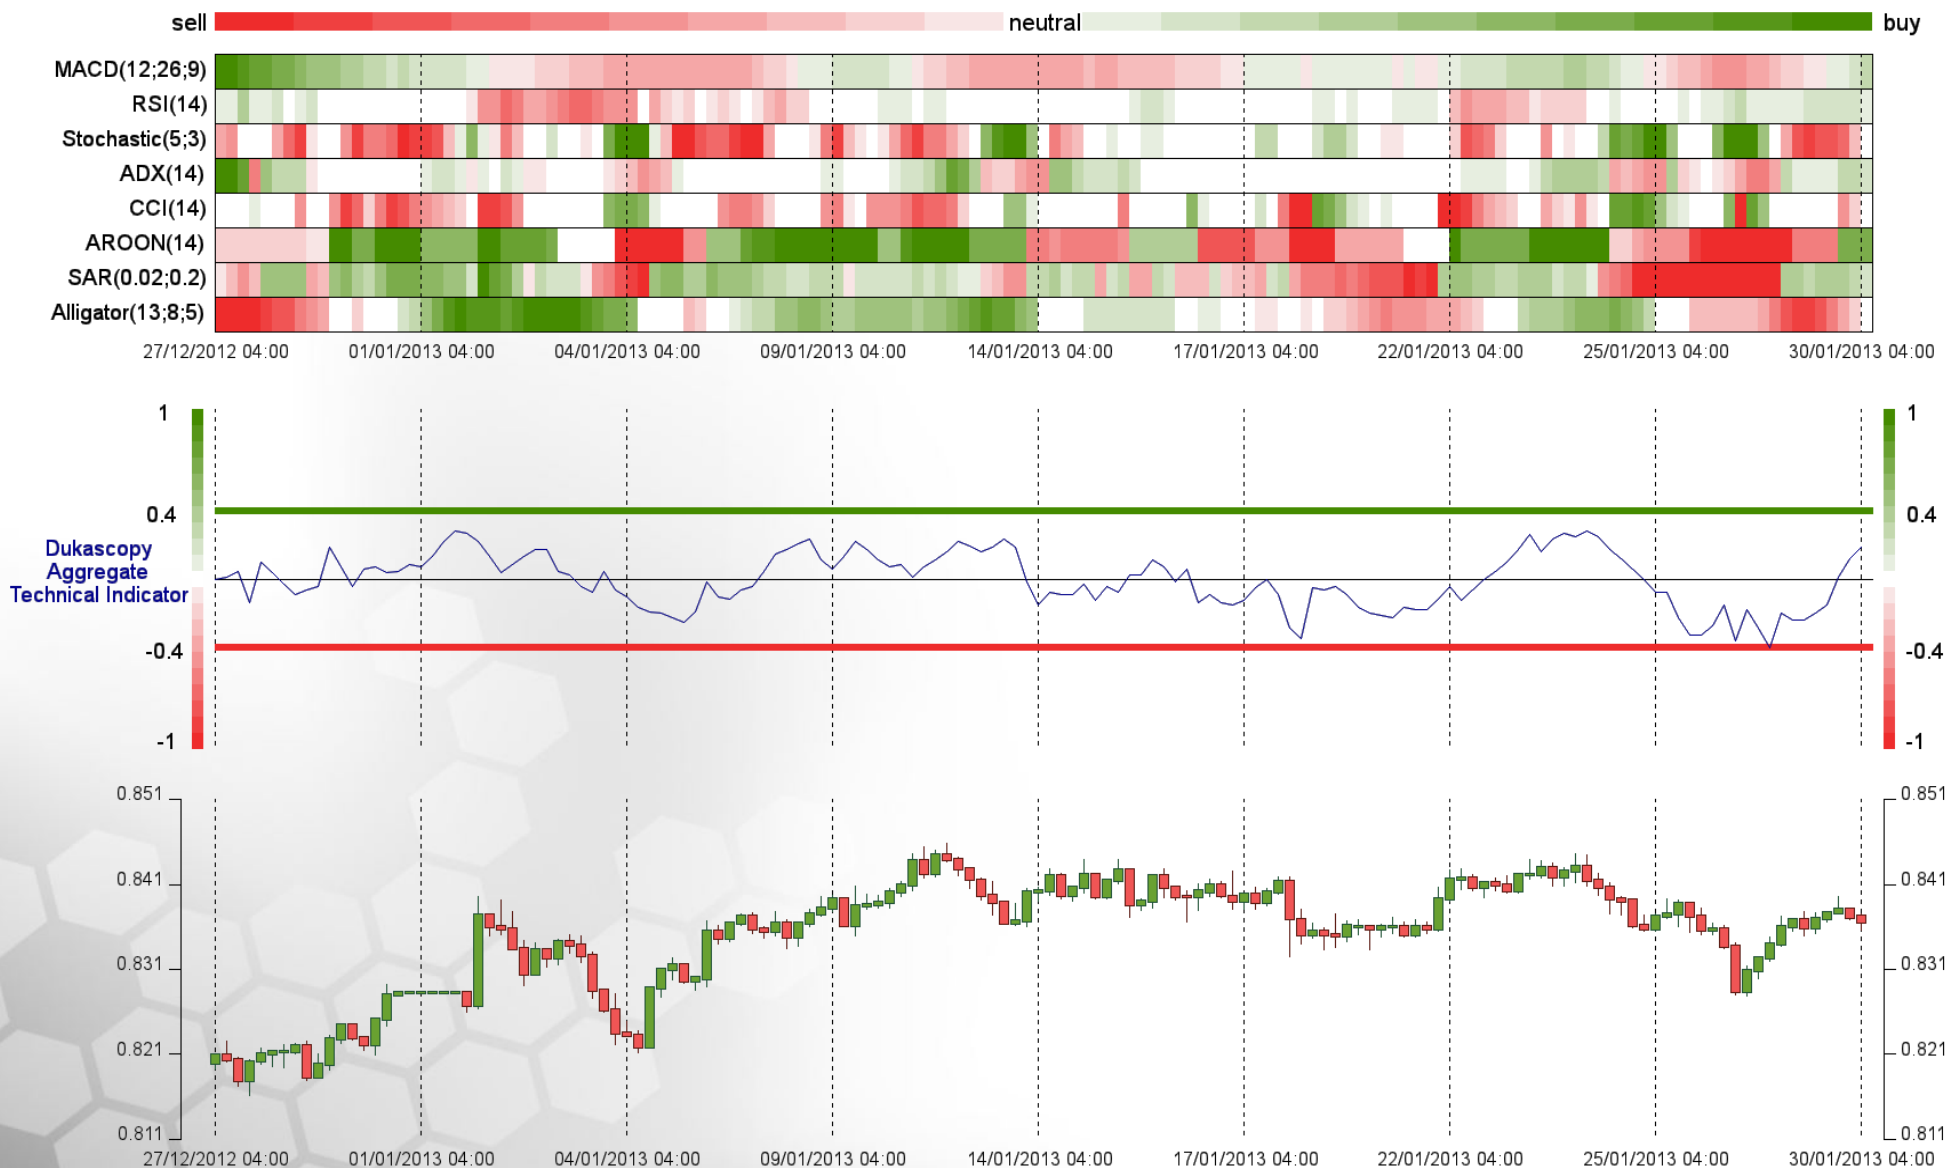 sell neutral buy
MACD(12;26;9)
RSI(14)
Stochastic(5;3)
ADX(14)
CCI(14)
AROON(14)
SAR(0.02;0.2)
Alligator(13;8;5)
27/12/2012 04:00 01/01/2013 04:00 04/01/2013 04:00 09/01/2013 04:00 14/01/2013 04:00 17/01/2013 04:00 22/01/2013 04:00 25/01/2013 04:00 30/01/2013 04:00
1 1
0.4 0.4
Dukascopy
Aggregate
Technical Indicator
-0.4 -0.4
-1 -1
0.851 0.851
0.841 0.841
0.831 0.831
0.821 0.821
0.811 0.811
27/12/2012 04:00 01/01/2013 04:00 04/01/2013 04:00 09/01/2013 04:00 14/01/2013 04:00 17/01/2013 04:00 22/01/2013 04:00 25/01/2013 04:00 30/01/2013 04:00